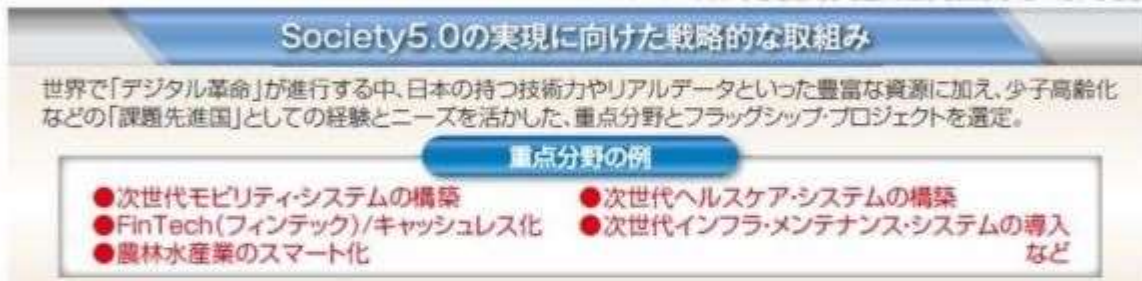 Society5.0の実現に向けた戦略的な取組み
世界で「デジタル革命」が進行する中、日本の持つ技術力やリアルデータといった豊富な資源に加え、少子高齢化
などの「課題先進国」としての経験とニーズを活かした、重点分野とフラッグシップ・プロジェクトを選定。
重点分野の例
●次世代モビリティ・システムの構築
●FinTech(フィンテック)/キャッシュレス化
●農林水産業のスマート化
●次世代ヘルスケア・システムの構築
●次世代インフラ・メンテナンス・システムの導入
など